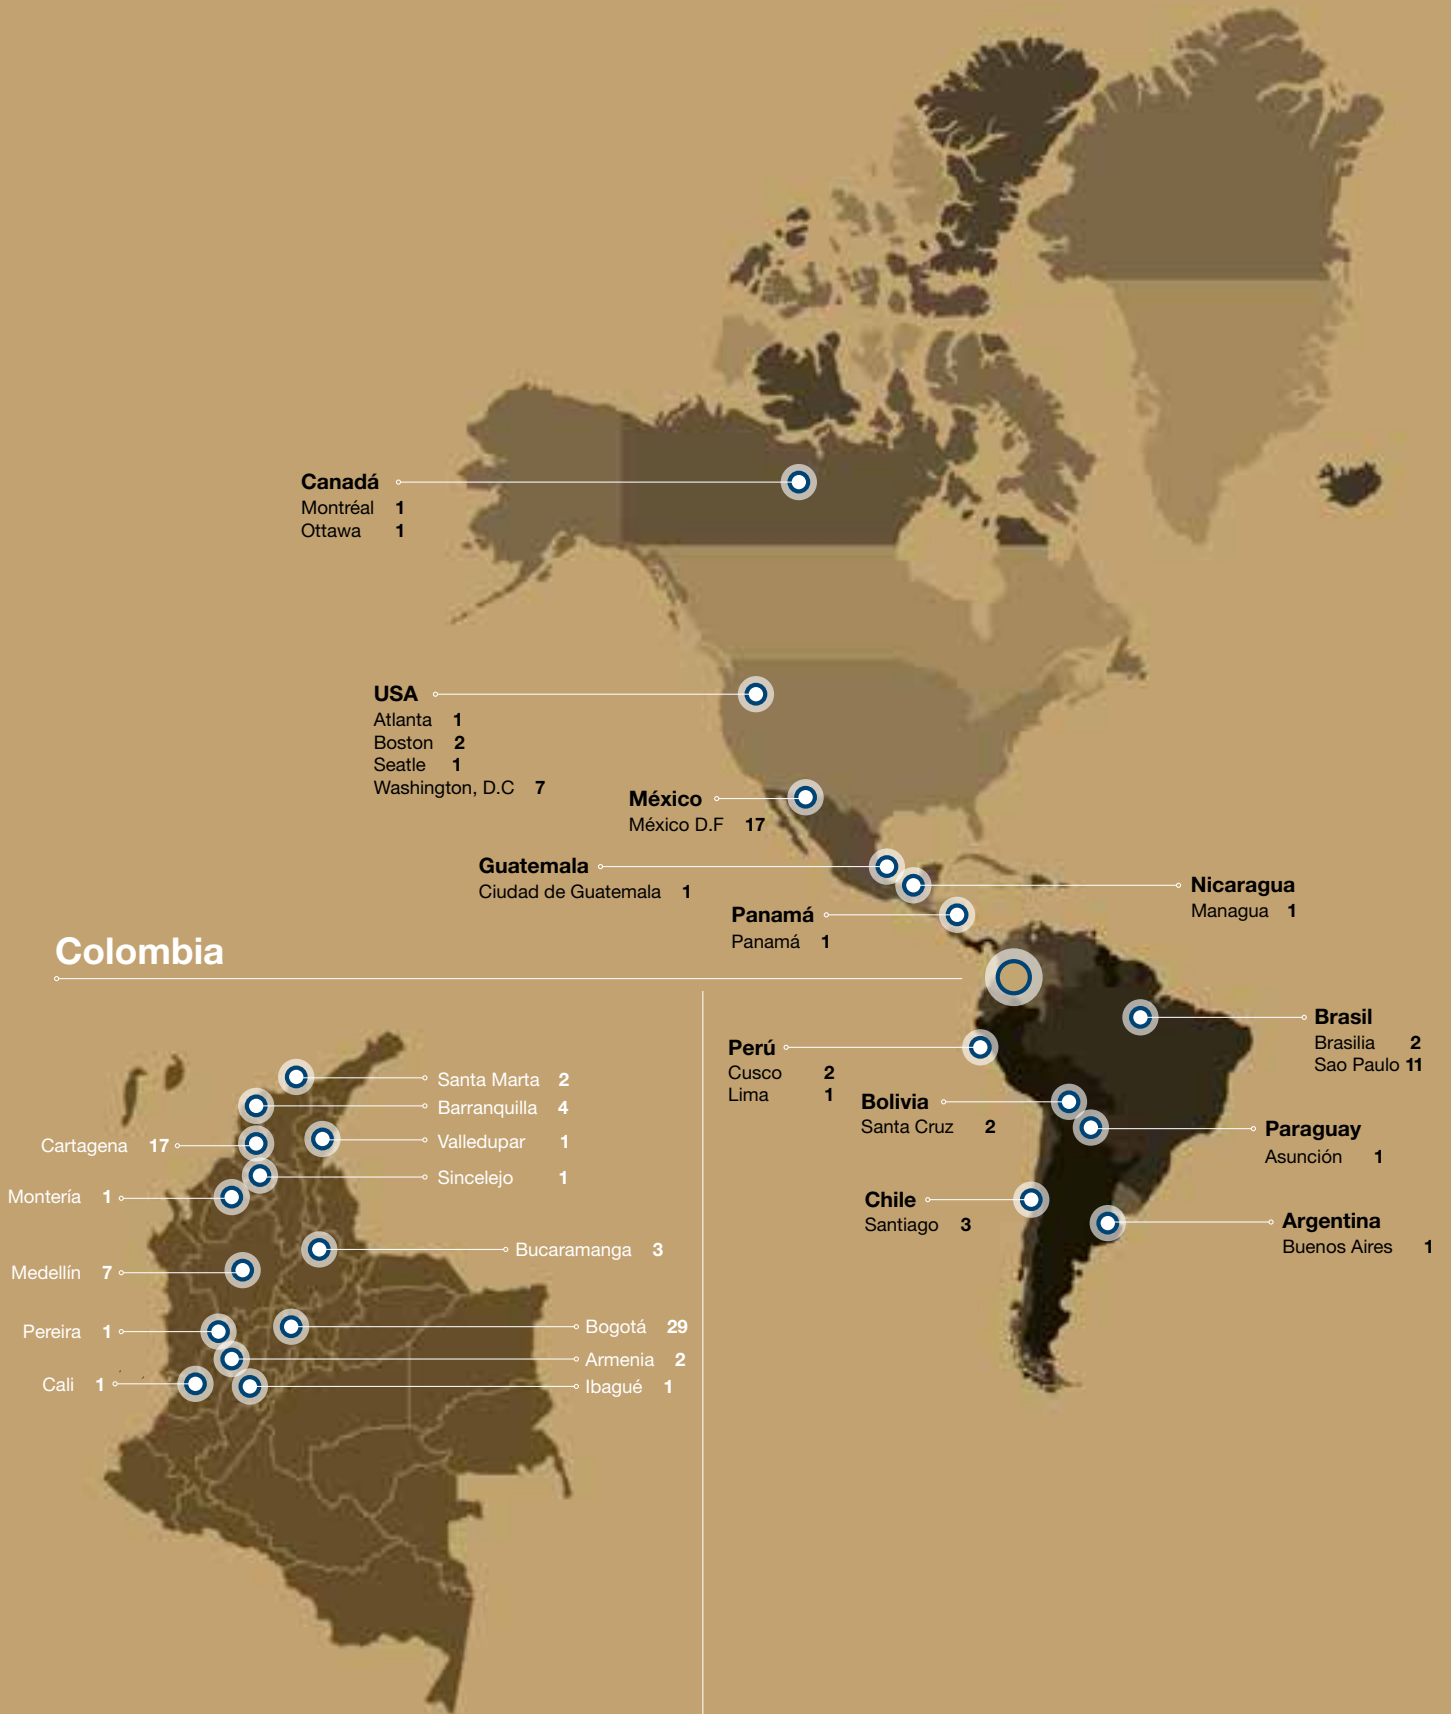 Canadá
Montréal 1
Ottawa 1
USA
Atlanta 1
Boston 2
Seatle 1
Washington, D.C 7
México
México D.F 17
Guatemala
Ciudad de Guatemala 1
Nicaragua
Managua 1
Panamá
Panamá 1
Colombia
Santa Marta 2
Barranquilla 4
Cartagena 17
Valledupar 1
Sincelejo 1
Montería 1
Bucaramanga 3
Medellín 7
Pereira 1
Bogotá 29
Armenia 2
Cali 1
Ibagué 1
Brasil
Brasilia 2
Sao Paulo 11
Perú
Cusco 2
Lima 1
Bolivia
Santa Cruz 2
Paraguay
Asunción 1
Chile
Santiago 3
Argentina
Buenos Aires 1